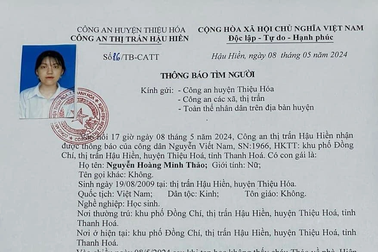 CÔNG AN HUYỆN THIỆU HÓA
CÔNG AN THỊ TRẤN HẬU HIỀN
CỘNG HOÀ XÃ HỘI CHỦ NGHĨA VIỆT NAM
Độc lập - Tự do - Hạnh phúc
Số 86/TB-CATT
Hậu Hiền, ngày 08 tháng 05 năm 2024
THÔNG BÁO TÌM NGƯỜI
Kính gửi: - Công an huyện Thiệu Hóa
- Công an các xã, thị trấn
- Toàn thể nhân dân trên địa bàn huyện
hồi 17 giờ ngày 08 tháng 5 năm 2024, Công an thị trấn Hậu Hiền nhận
được thông báo của công dân Nguyễn Viết Nam, SN:1966, HKTT: khu phố Đồng
Chí, thị trấn Hậu Hiền, huyện Thiệu Hoá, tỉnh Thanh Hoá. Có con gái là:
Họ tên: Nguyễn Hoàng Minh Thảo; Giới tính: Nữ;
Tên gọi khác: Không.
Sinh ngày 19/08/2009 tại: thị trấn Hậu Hiền, huyện Thiệu Hóa.
Quốc tịch: Việt Nam; Dân tộc: Kinh; Tôn giáo: Không.
Nghề nghiệp: Học sinh.
Nơi thường trú: khu phố Đồng Chí, thị trấn Hậu Hiền, huyện Thiệu Hoá, tỉnh
Thanh Hoá.
Nơi ở hiện tại: khu phố Đồng Chí, thị trấn Hậu Hiền, huyện Thiệu Hoá, tỉnh
Thanh Hoá.